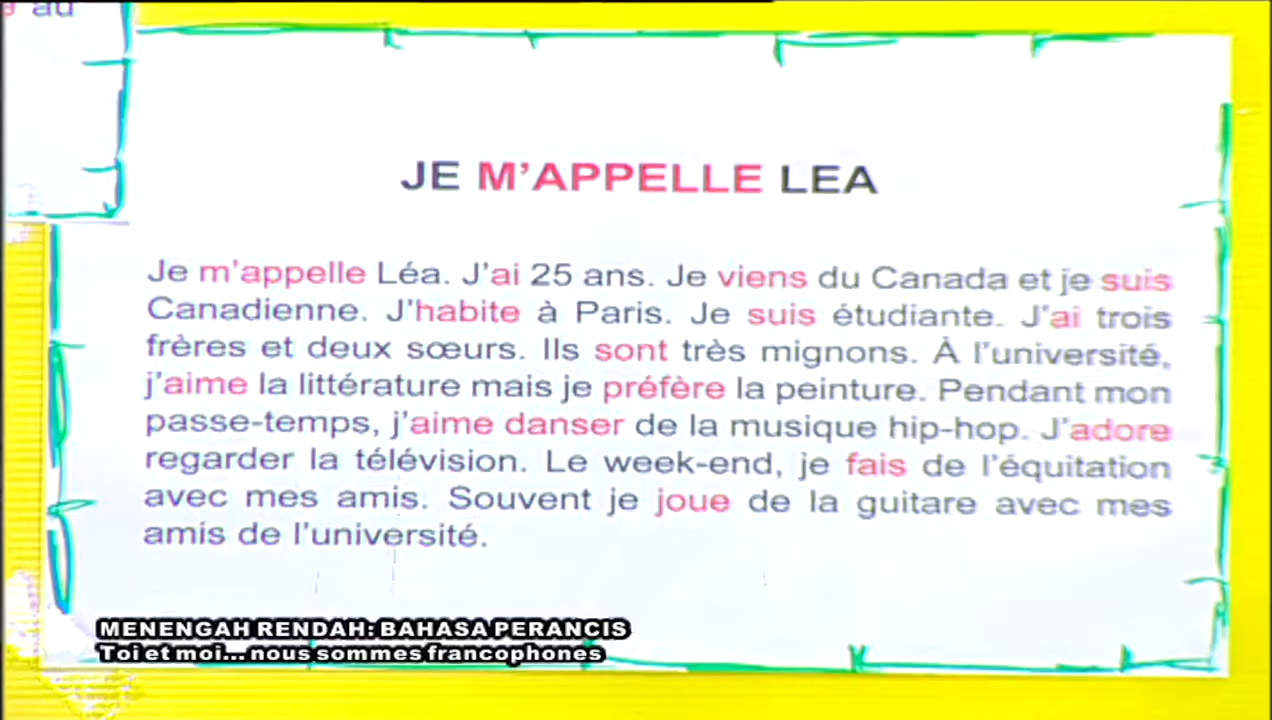 au
JE M'APPELLE LEA
Je m'appelle Léa. J'ai 25 ans. Je viens du Canada et je suis
Canadienne. J'habite à Paris. Je suis étudiante. J'ai trois
frères et deux sœurs. Ils sont très mignons. À l'université,
j'aime la littérature mais je préfère la peinture. Pendant mon
passe-temps, j'aime danser de la musique hip-hop. J'adore
regarder la télévision. Le week-end, je fais de l'équitation
avec mes amis. Souvent je joue de la guitare avec mes
amis de l'université.
MENENGAH RENDAH: BAHASA PERANCIS
Toi et moi... nous sommes francophones